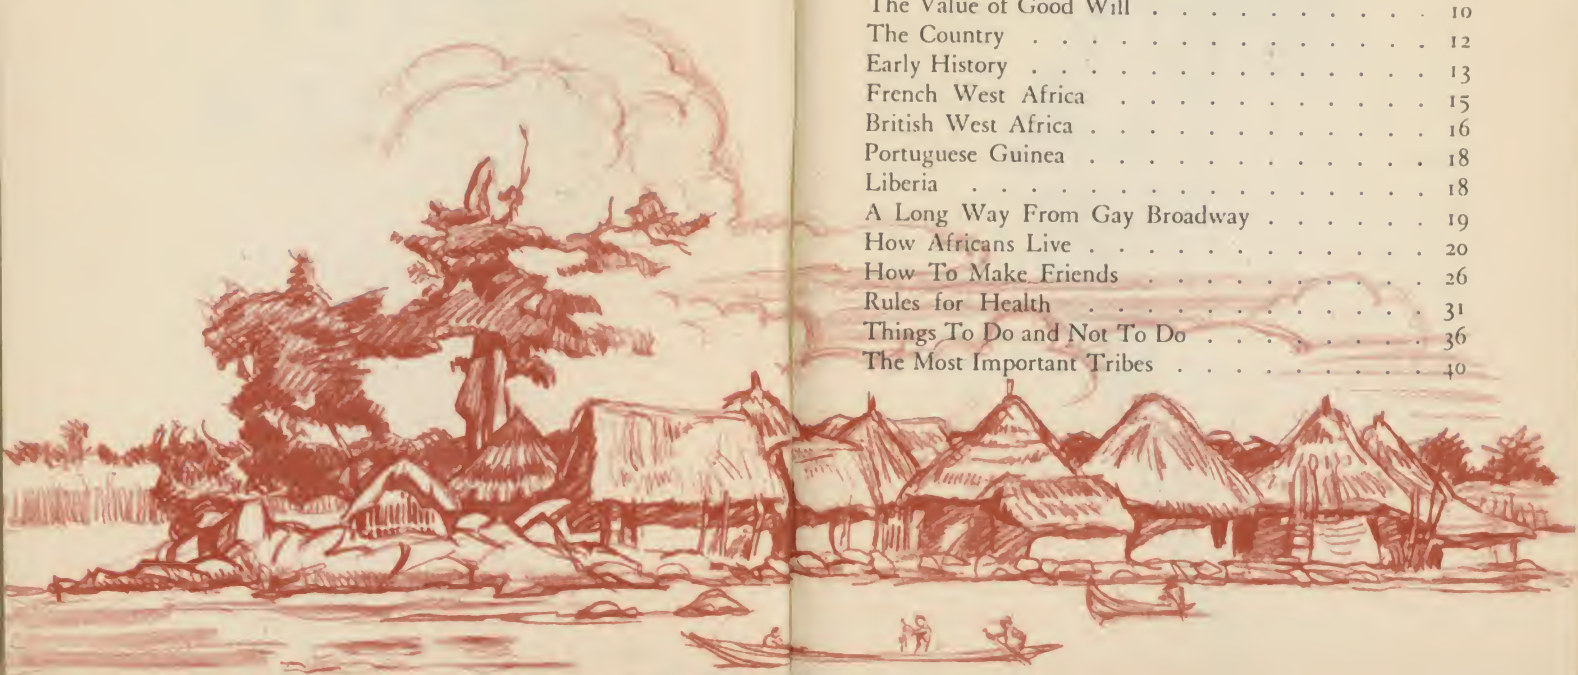 The Value of Good Will . . . . . . . . . . 10
The Country . . . . . . . . . . . . . . 12
Early History . . . . . . . . . . . . . . 13
French West Africa . . . . . . . . . . . 15
British West Africa . . . . . . . . . . . . 16
Portuguese Guinea . . . . . . . . . . . . 18
Liberia . . . . . . . . . . . . . . . . 18
A Long Way From Gay Broadway . . . . . . 19
How Africans Live . . . . . . . . . . . . 20
How To Make Friends . . . . . . . . . . 26
Rules for Health . . . . . . . . . . . . 31
Things To Do and Not To Do . . . . . . . . 36
The Most Important Tribes . . . . . . . . . 40